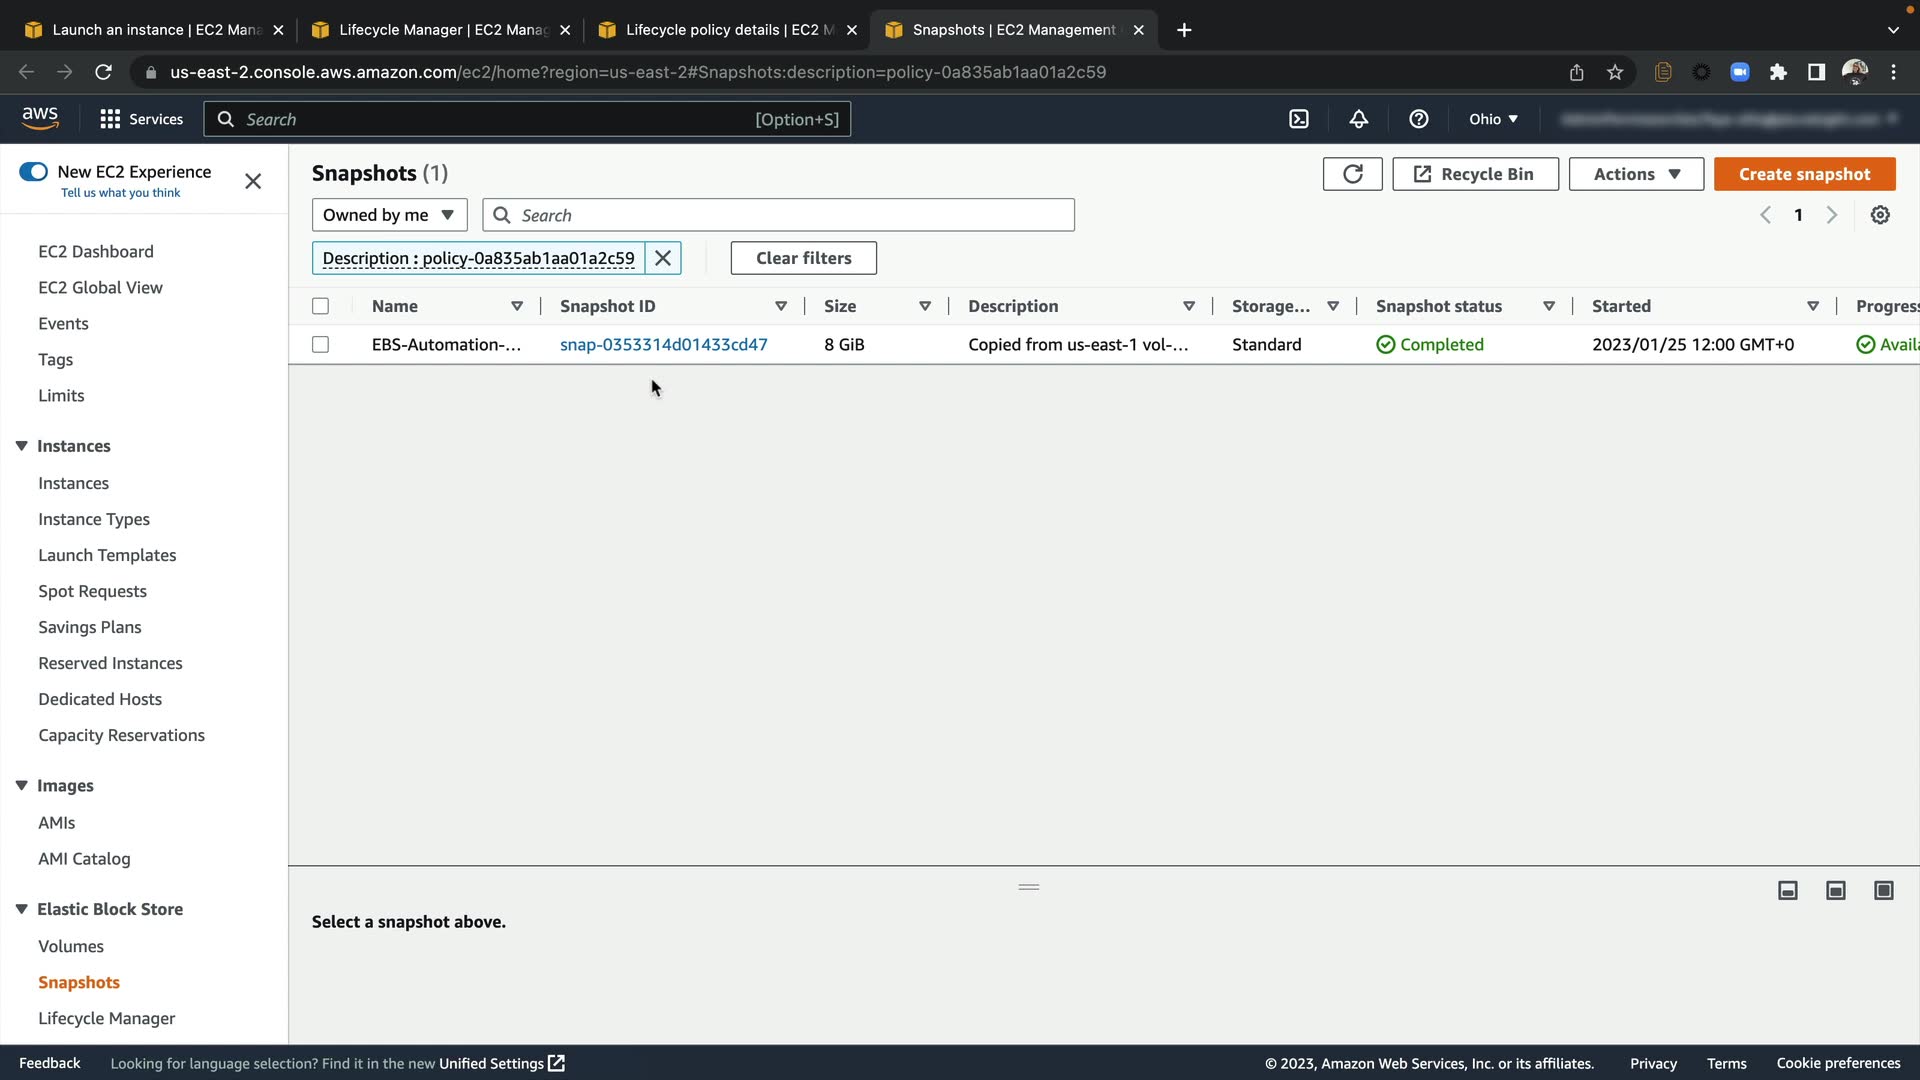 Launch an instance | EC2 Mana
Lifecycle Manager | EC2 Manag
Lifecycle policy details | EC2 M
Snapshots | EC2 Management
us-east-2.console.aws.amazon.com/ec2/home?region=us-east-2#Snapshots:description=policy-0a835ab1aa01a2c59
aws
Services
Search
[Option+S]
Ohio
New EC2 Experience
Tell us what you think
EC2 Dashboard
EC2 Global View
Events
Tags
Limits
Instances
Instances
Instance Types
Launch Templates
Spot Requests
Savings Plans
Reserved Instances
Dedicated Hosts
Capacity Reservations
Images
AMIs
AMI Catalog
Elastic Block Store
Volumes
Snapshots
Lifecycle Manager
Snapshots (1)
Recycle Bin
Actions
Create snapshot
Owned by me
Search
1
Description : policy-0a835ab1aa01a2c59
Clear filters
Name Snapshot ID Size Description Storage... Snapshot status Started Progress
EBS-Automation-... snap-0353314d01433cd47 8 GiB Copied from us-east-1 vol-... Standard Completed 2023/01/25 12:00 GMT+0 Availa
Select a snapshot above.
Feedback Looking for language selection? Find it in the new Unified Settings © 2023, Amazon Web Services, Inc. or its affiliates. Privacy Terms Cookie preferences